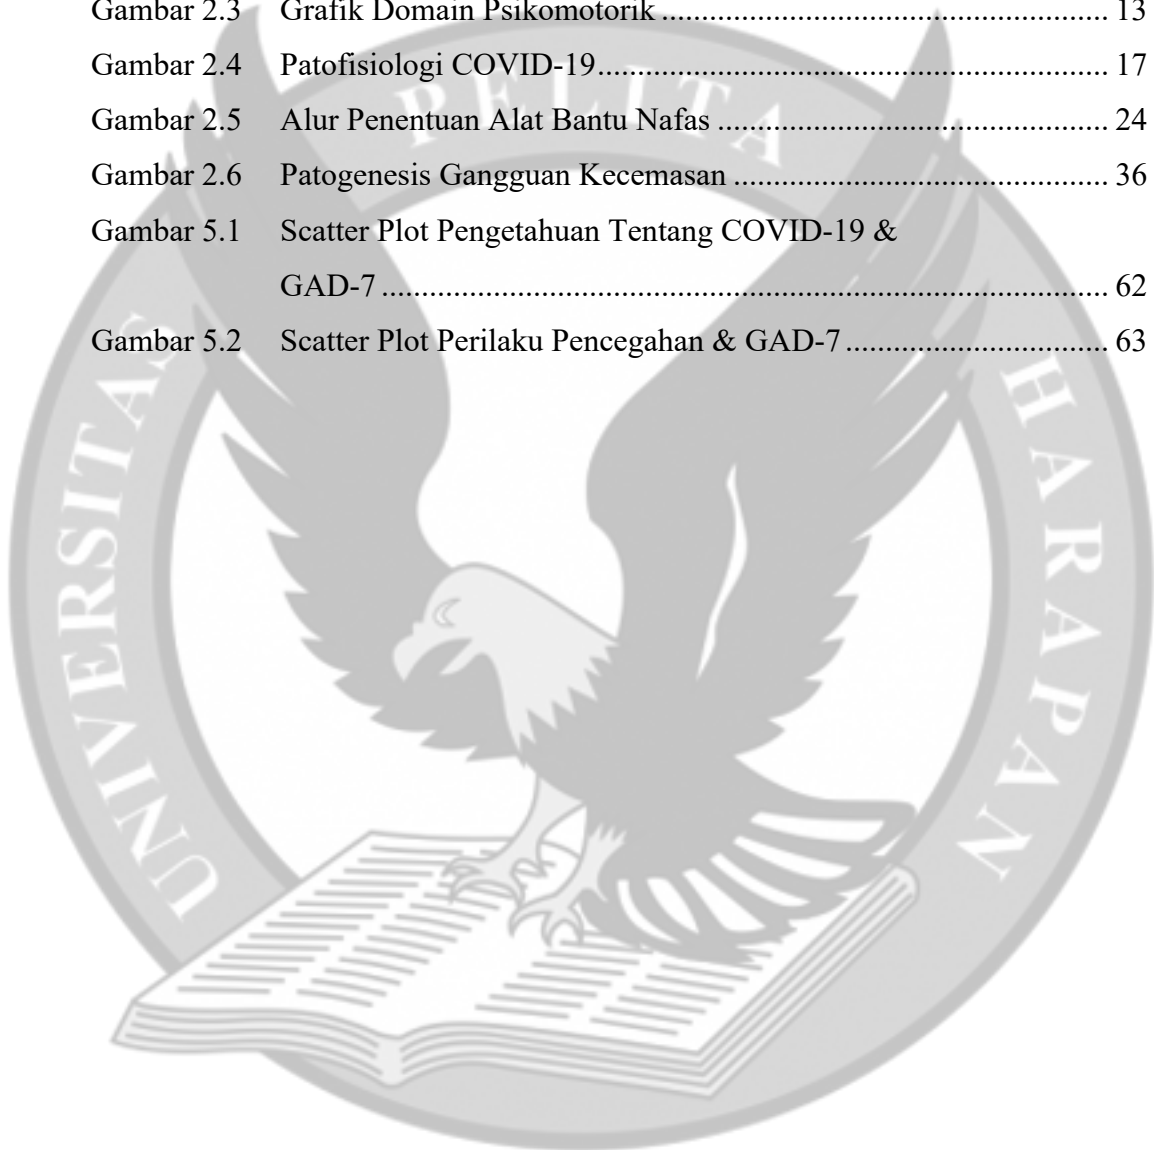 Gambar 2.3 Grafik Domain Psikomotorik ........................................................ 13
Gambar 2.4 Patofisiologi COVID-19................................................................ 17
Gambar 2.5 Alur Penentuan Alat Bantu Nafas ................................................. 24
Gambar 2.6 Patogenesis Gangguan Kecemasan ............................................... 36
Gambar 5.1 Scatter Plot Pengetahuan Tentang COVID-19 &
GAD-7 ........................................................................................... 62
Gambar 5.2 Scatter Plot Perilaku Pencegahan & GAD-7 ................................. 63
UNIVERSITAS
PELITA
HARAPAN